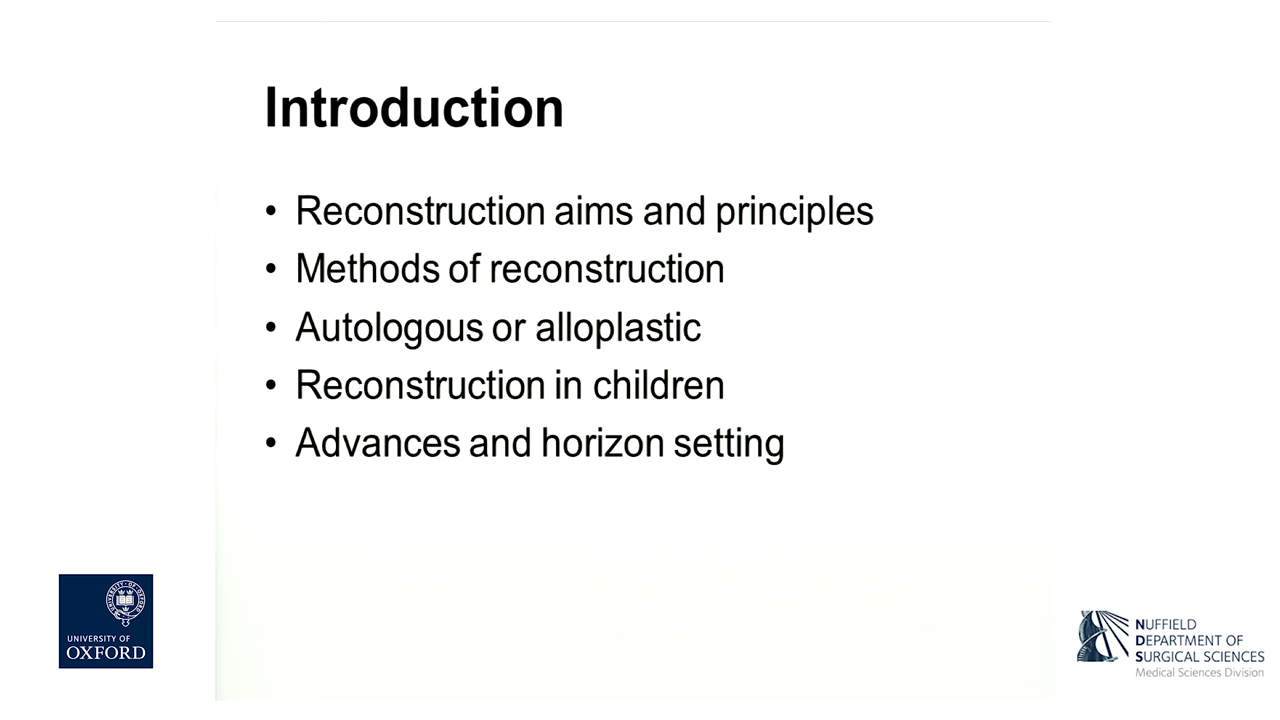 Introduction
• Reconstruction aims and principles
• Methods of reconstruction
• Autologous or alloplastic
• Reconstruction in children
• Advances and horizon setting
UNIVERSITY OF
OXFORD
NUFFIELD
DEPARTMENT OF
SURGICAL SCIENCES
Medical Sciences Division